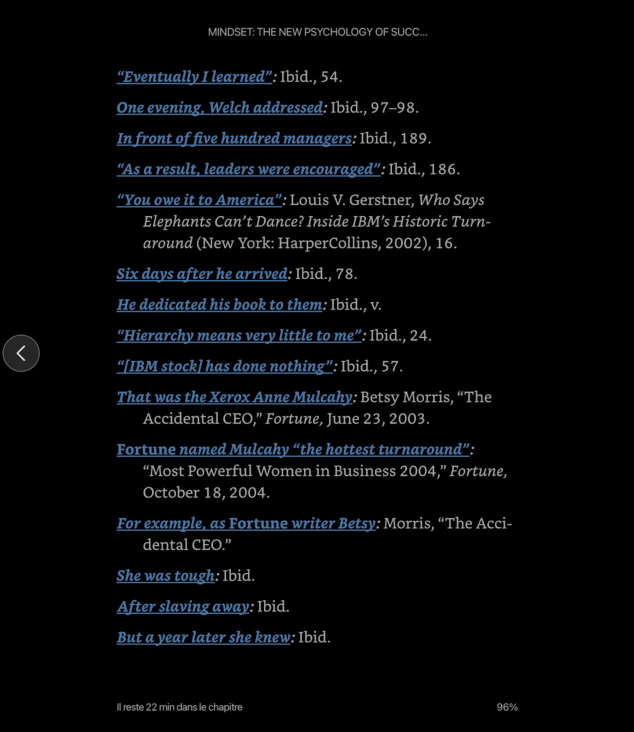 MINDSET: THE NEW PSYCHOLOGY OF SUCC...
“Eventually I learned”: Ibid., 54.
One evening, Welch addressed: Ibid., 97–98.
In front of five hundred managers: Ibid., 189.
“As a result, leaders were encouraged”: Ibid., 186.
“You owe it to America”: Louis V. Gerstner, Who Says
Elephants Can’t Dance? Inside IBM’s Historic Turn-
around (New York: HarperCollins, 2002), 16.
Six days after he arrived: Ibid., 78.
He dedicated his book to them: Ibid., v.
“Hierarchy means very little to me”: Ibid., 24.
“[IBM stock] has done nothing”: Ibid., 57.
That was the Xerox Anne Mulcahy: Betsy Morris, “The
Accidental CEO,” Fortune, June 23, 2003.
Fortune named Mulcahy “the hottest turnaround”:
“Most Powerful Women in Business 2004,” Fortune,
October 18, 2004.
For example, as Fortune writer Betsy: Morris, “The Acci-
dental CEO.”
She was tough: Ibid.
After slaving away: Ibid.
But a year later she knew: Ibid.
Il reste 22 min dans le chapitre
96%